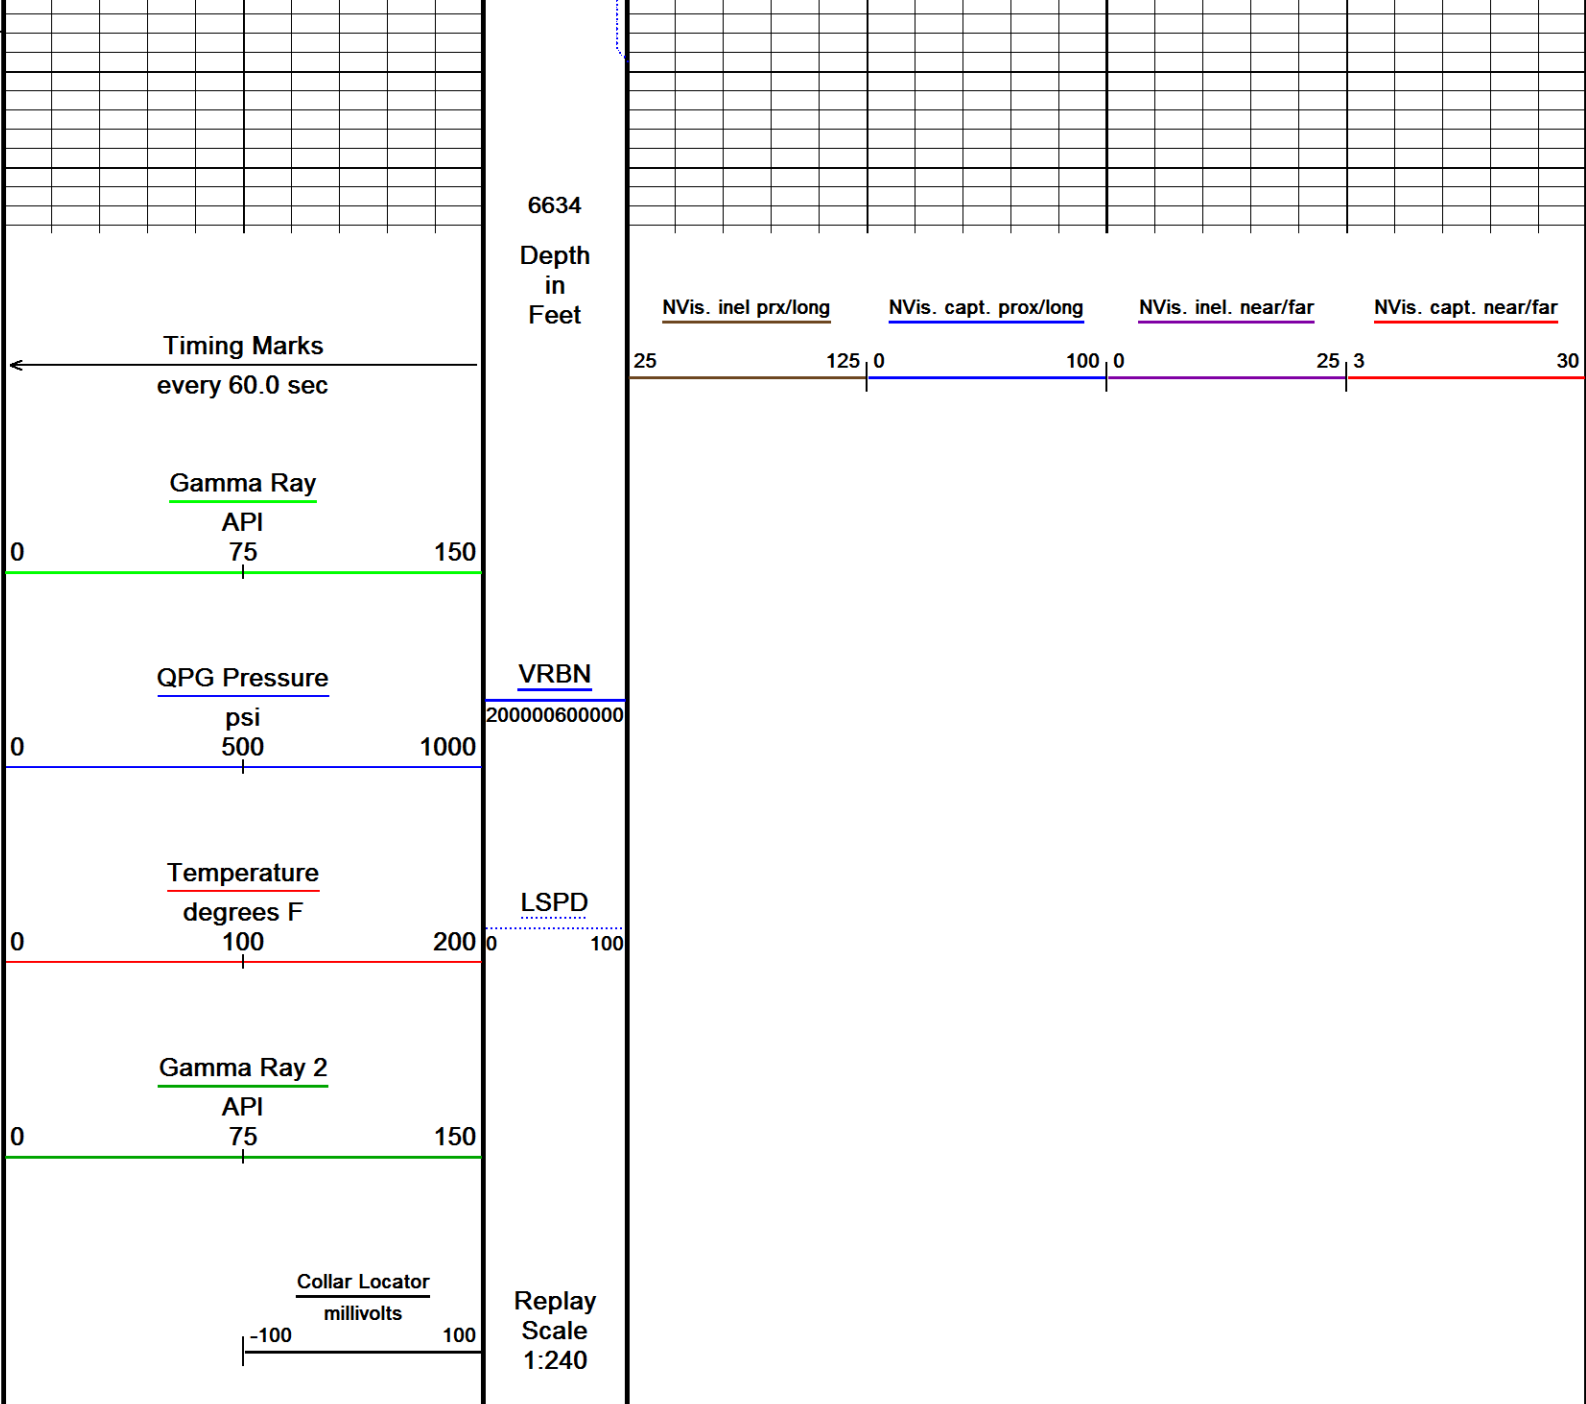 6634
Depth
in
Feet
Timing Marks
every 60.0 sec
Gamma Ray
API
0 75 150
QPG Pressure
psi
0 500 1000
Temperature
degrees F
0 100 200
Gamma Ray 2
API
0 75 150
Collar Locator
millivolts
-100 100
VRBN
200000600000
LSPD
0 100
Replay
Scale
1:240
NVis. inel prx/long
25 125
NVis. capt. prox/long
0 100
NVis. inel. near/far
0 25
NVis. capt. near/far
3 30